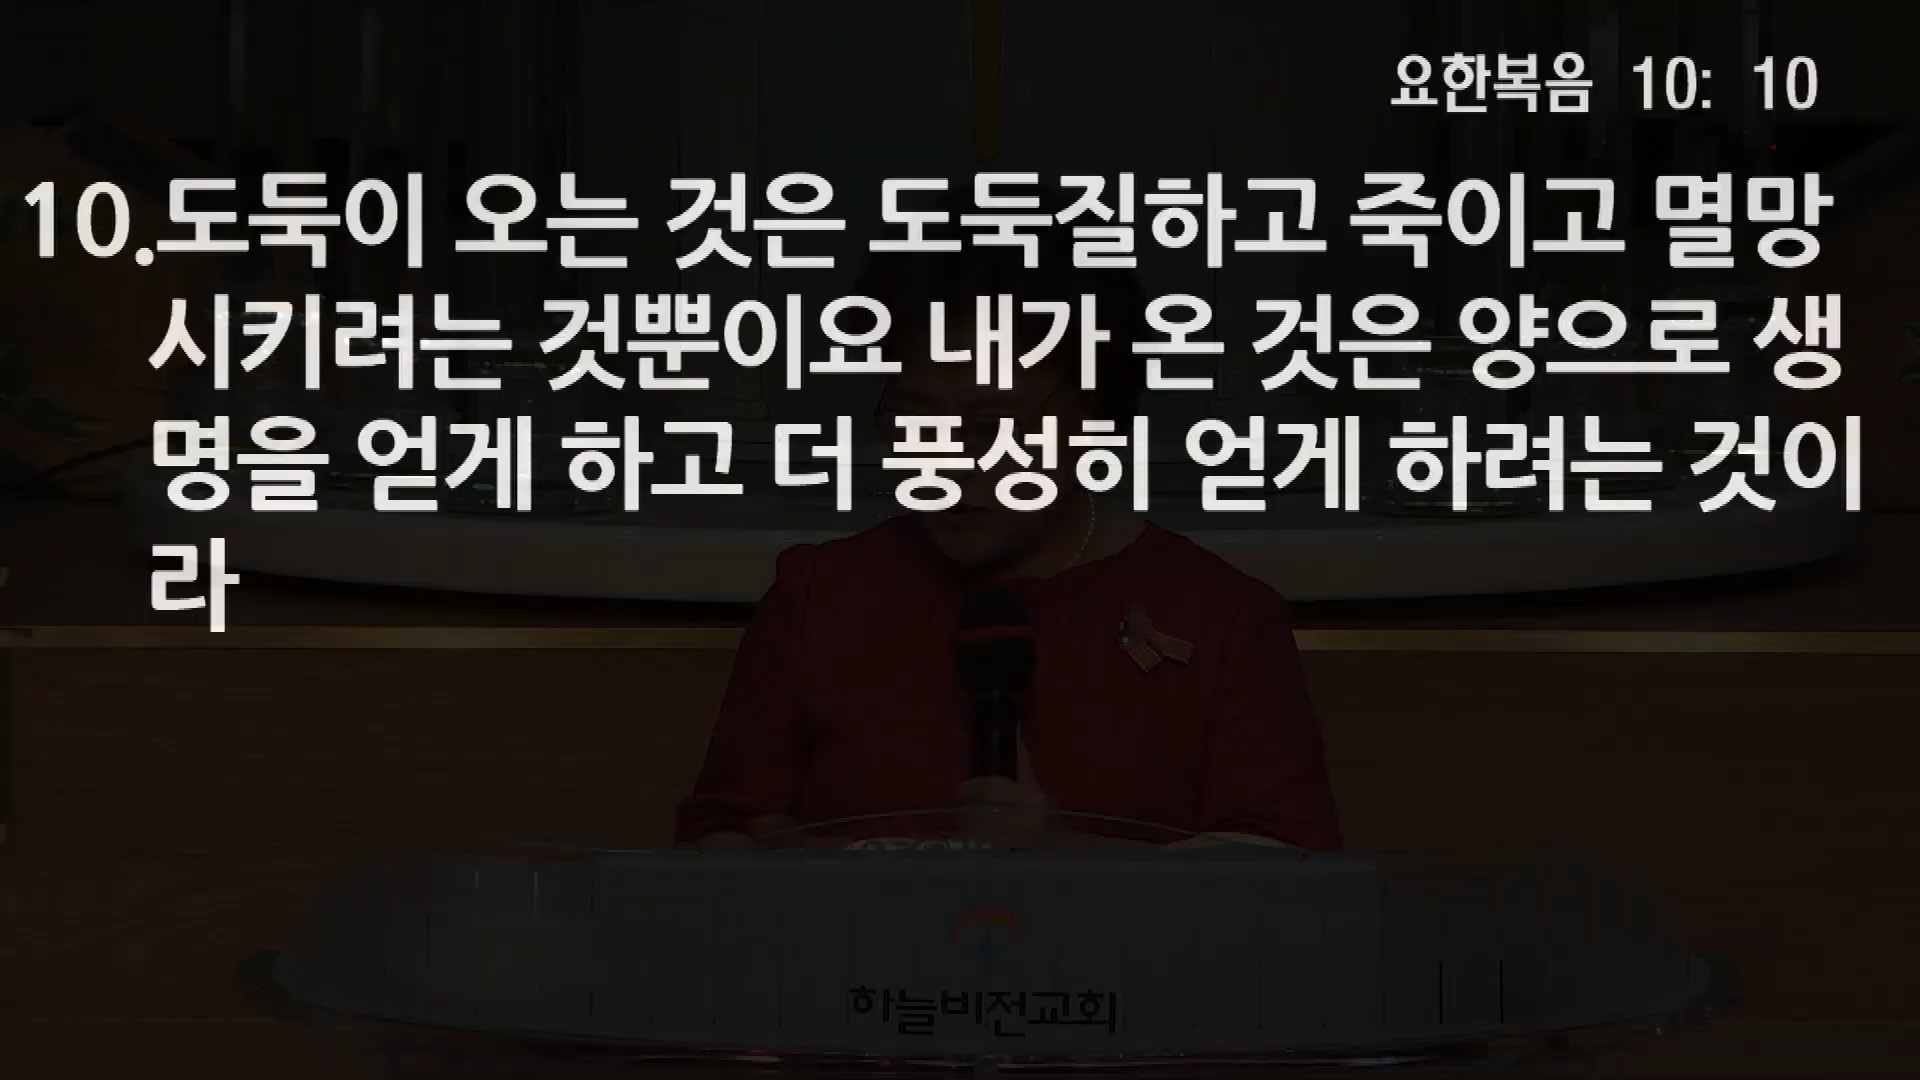 요한복음 10: 10
10.도둑이 오는 것은 도둑질하고 죽이고 멸망
시키려는 것뿐이요 내가 온 것은 양으로 생
명을 얻게 하고 더 풍성히 얻게 하려는 것이
라
하늘비전교회